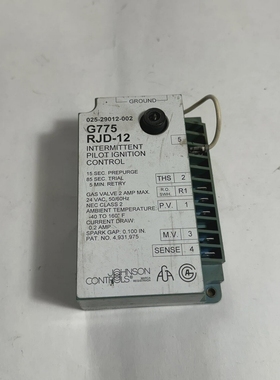 GROUND
025-29012-002
G775
RJD-12
INTERMITTENT
PILOT IGNITION
CONTROL
15 SEC. PREPURGE
85 SEC. TRIAL
5 MIN. RETRY
GAS VALVE 2 AMP MAX
24 VAC, 50/60Hz
NEC CLASS 2
AMBIENT TEMPERATURE
-40 TO 160° F
CURRENT DRAW:
0.2 AMP
SPARK GAP: 0.100 IN.
PAT. NO. 4,931,975
5
THS 2
R1
P.V. 1
M.V. 3
SENSE 4
JOHNSON
CONTROLS